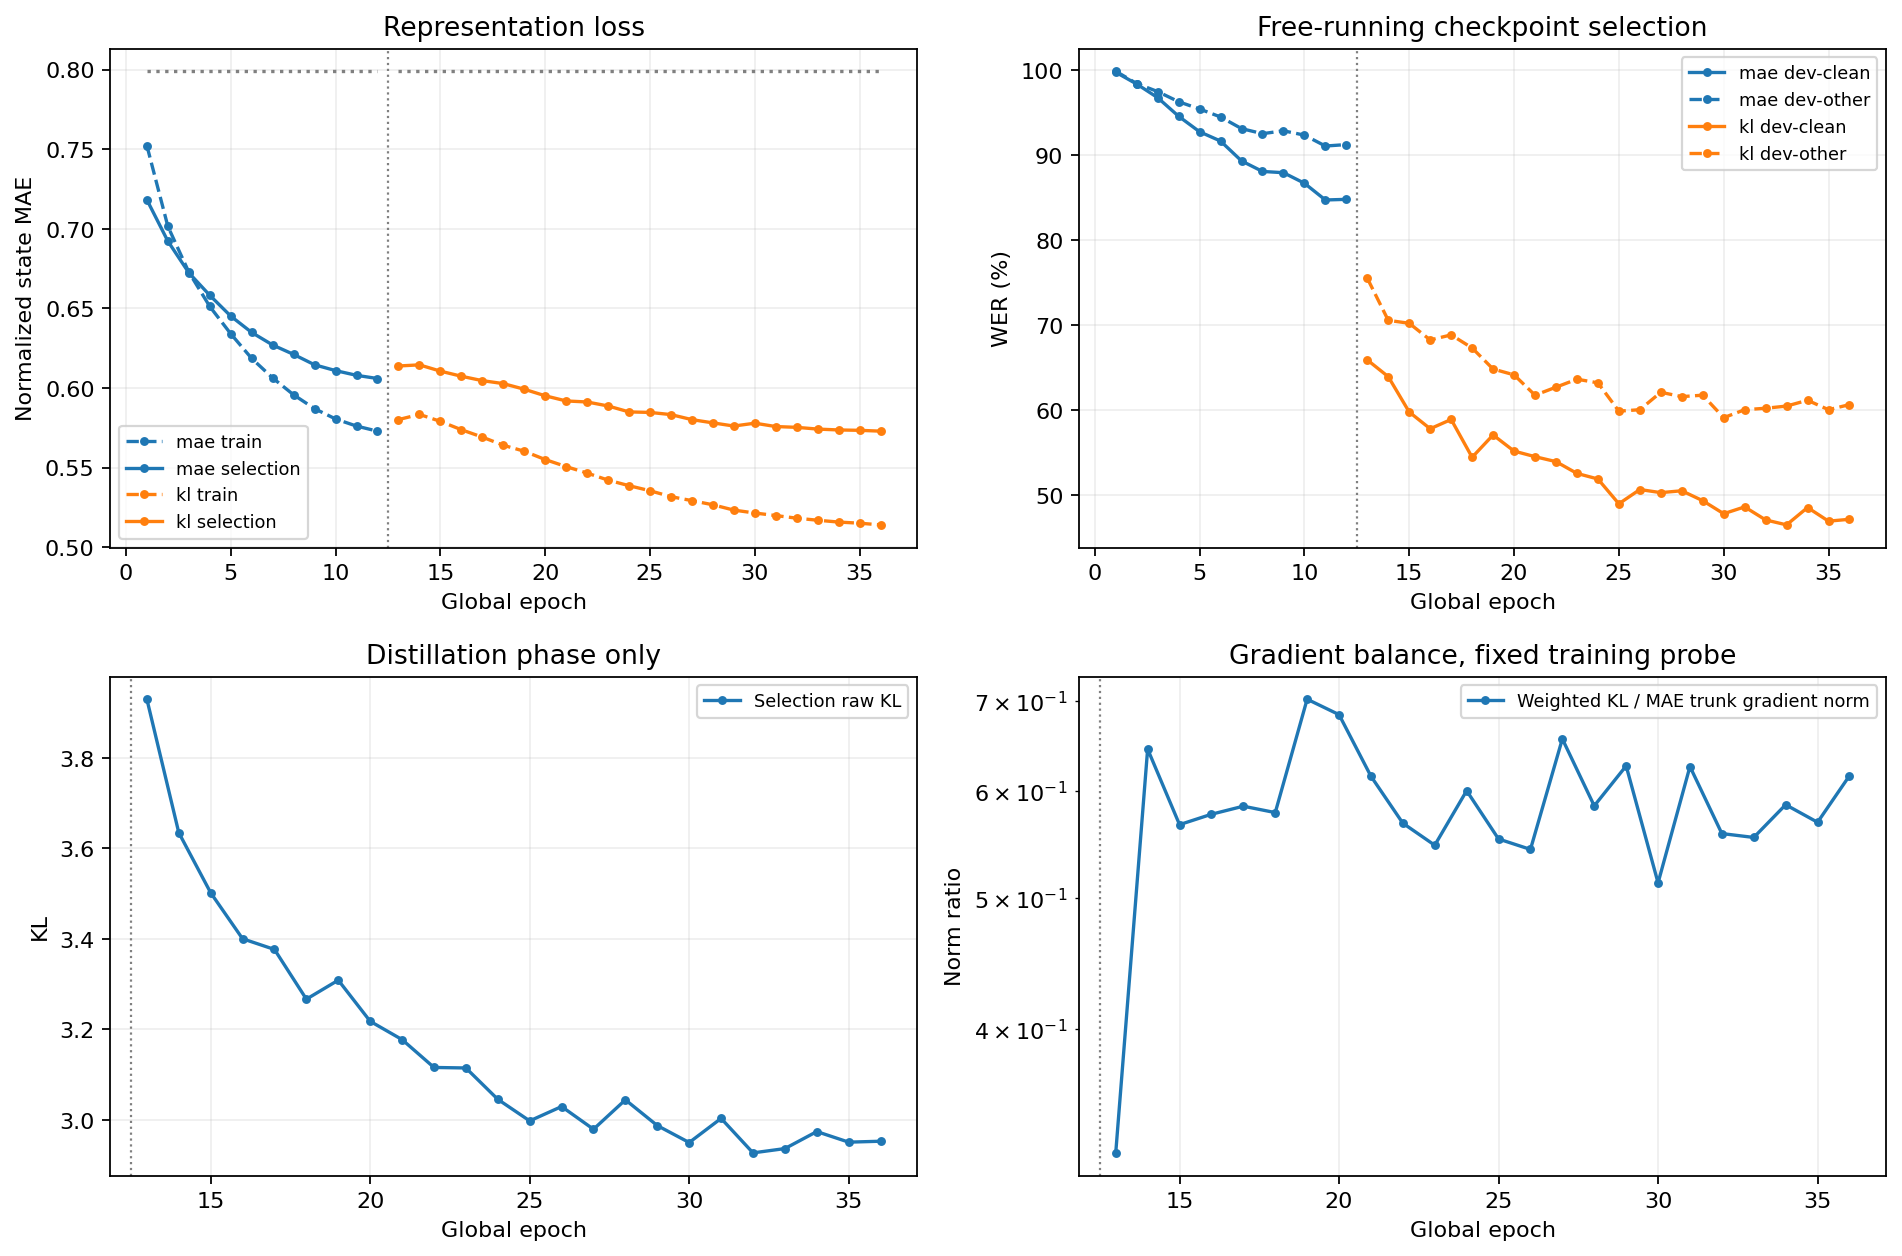 Representation loss
Normalized state MAE
0.80
0.75
0.70
0.65
0.60
0.55
0.50
mae train
mae selection
kl train
kl selection
0 5 10 15 20 25 30 35
Global epoch
Free-running checkpoint selection
WER (%)
100
90
80
70
60
50
mae dev-clean
mae dev-other
kl dev-clean
kl dev-other
0 5 10 15 20 25 30 35
Global epoch
Distillation phase only
KL
3.8
3.6
3.4
3.2
3.0
Selection raw KL
15 20 25 30 35
Global epoch
Gradient balance, fixed training probe
Norm ratio
7 × 10⁻¹
6 × 10⁻¹
5 × 10⁻¹
4 × 10⁻¹
Weighted KL / MAE trunk gradient norm
15 20 25 30 35
Global epoch